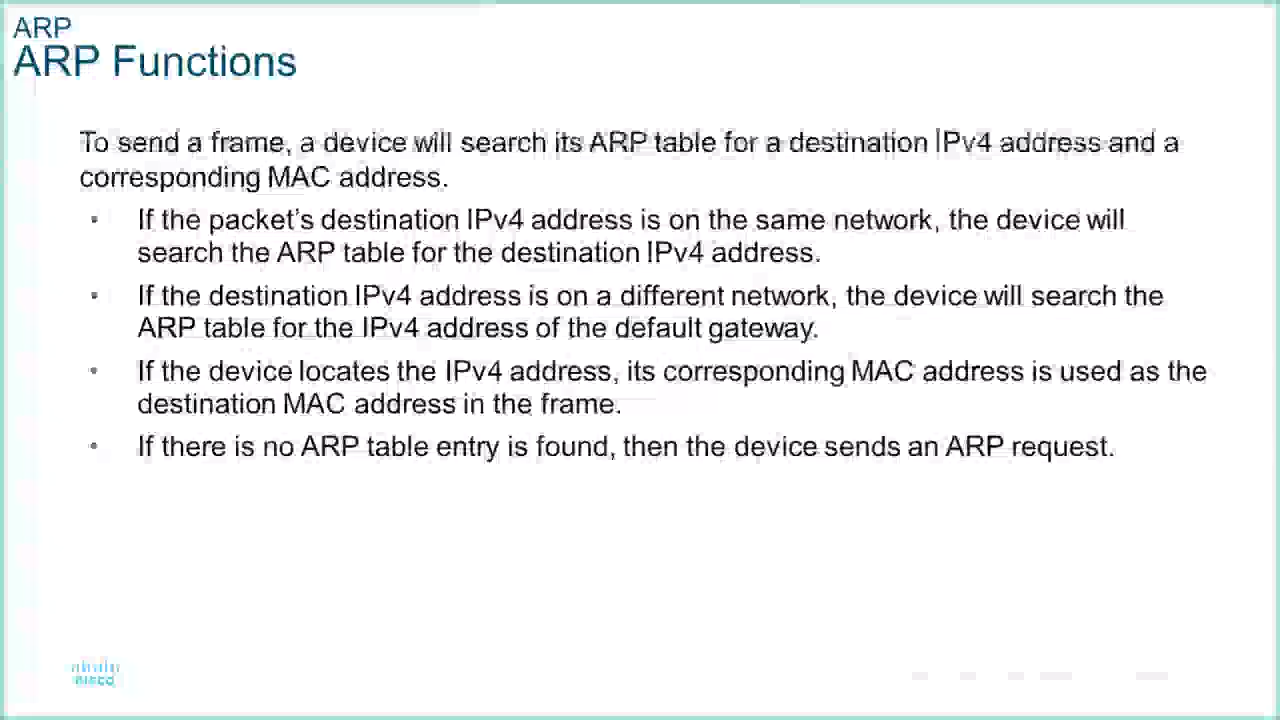 ARP
ARP Functions
To send a frame, a device will search its ARP table for a destination IPv4 address and a
corresponding MAC address.
• If the packet's destination IPv4 address is on the same network, the device will
search the ARP table for the destination IPv4 address.
• If the destination IPv4 address is on a different network, the device will search the
ARP table for the IPv4 address of the default gateway.
• If the device locates the IPv4 address, its corresponding MAC address is used as the
destination MAC address in the frame.
• If there is no ARP table entry is found, then the device sends an ARP request.
cisco